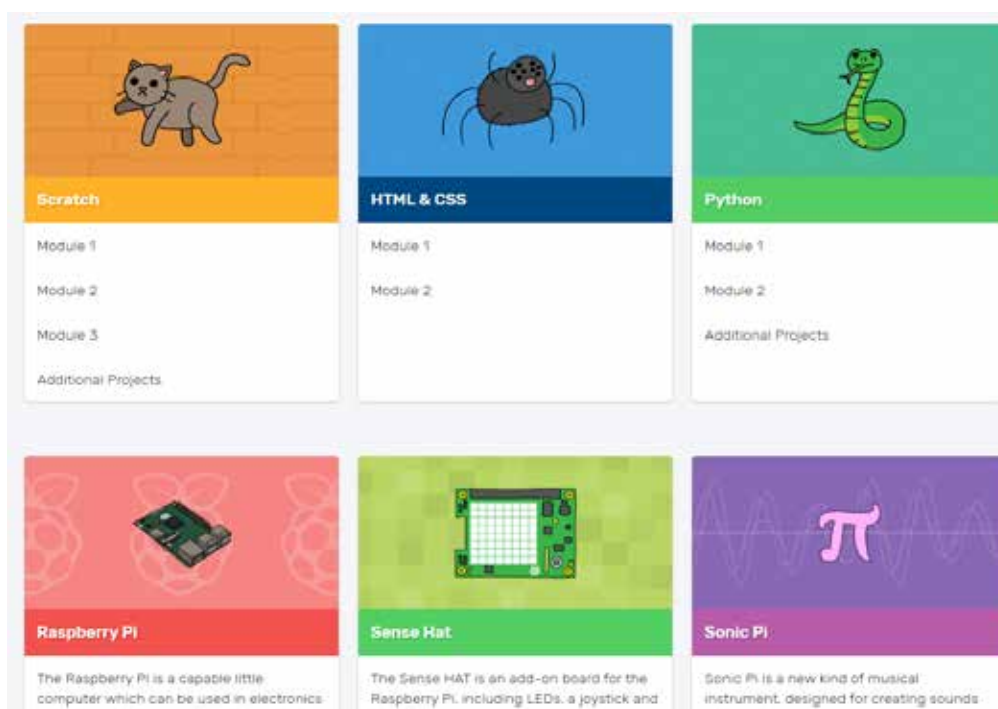 Scratch
Module 1
Module 2
Module 3
Additional Projects
HTML & CSS
Module 1
Module 2
Python
Module 1
Module 2
Additional Projects
Raspberry Pi
The Raspberry Pi is a capable little
computer which can be used in electronics
Sense Hat
The Sense HAT is an add-on board for the
Raspberry Pi, including LEDs, a joystick and
Sonic Pi
Sonic Pi is a new kind of musical
instrument, designed for creating sounds